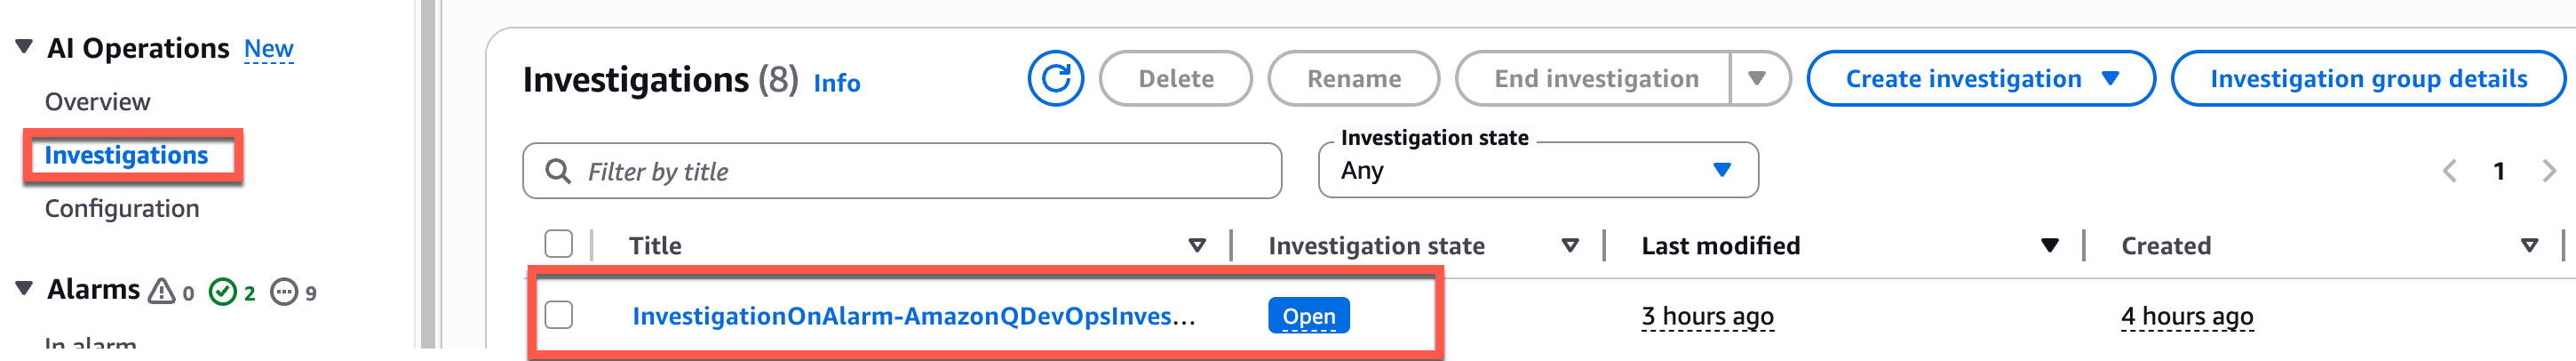 AI Operations New
Overview
Investigations
Configuration
Alarms 0 2 9
In alarm
Investigations (8) Info
Delete
Rename
End investigation
Create investigation
Investigation group details
Filter by title
Investigation state
Any
1
Title Investigation state Last modified Created
InvestigationOnAlarm-AmazonQDevOpsInves... Open 3 hours ago 4 hours ago